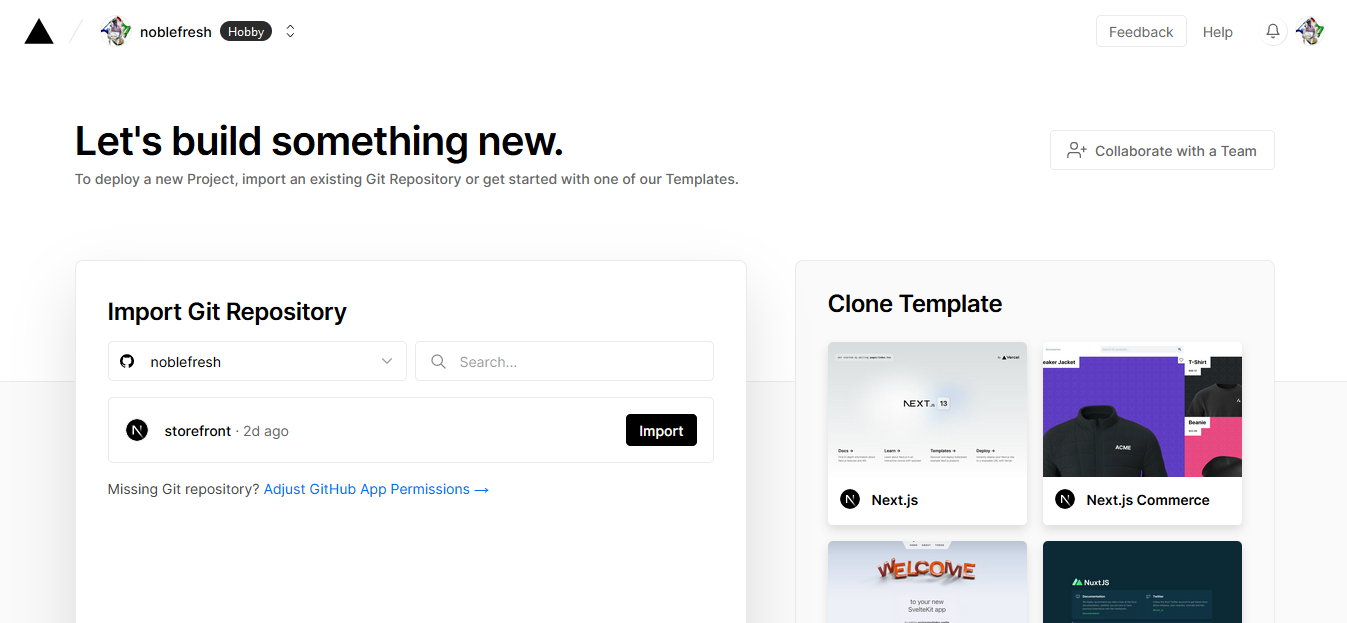 noblefresh Hobby
Feedback Help
Let's build something new.
To deploy a new Project, import an existing Git Repository or get started with one of our Templates.
Collaborate with a Team
Import Git Repository
noblefresh
Search...
storefront · 2d ago
Import
Missing Git repository? Adjust GitHub App Permissions →
Clone Template
Vercel
NEXT.JS 13
Docs → Learn → Templates → Deploy →
N Next.js
eaker Jacket
T-Shirt
Beanie
ACME
N Next.js Commerce
WELCOME
to your new
SvelteKit app
NuxtJS
Documentation
Twitter